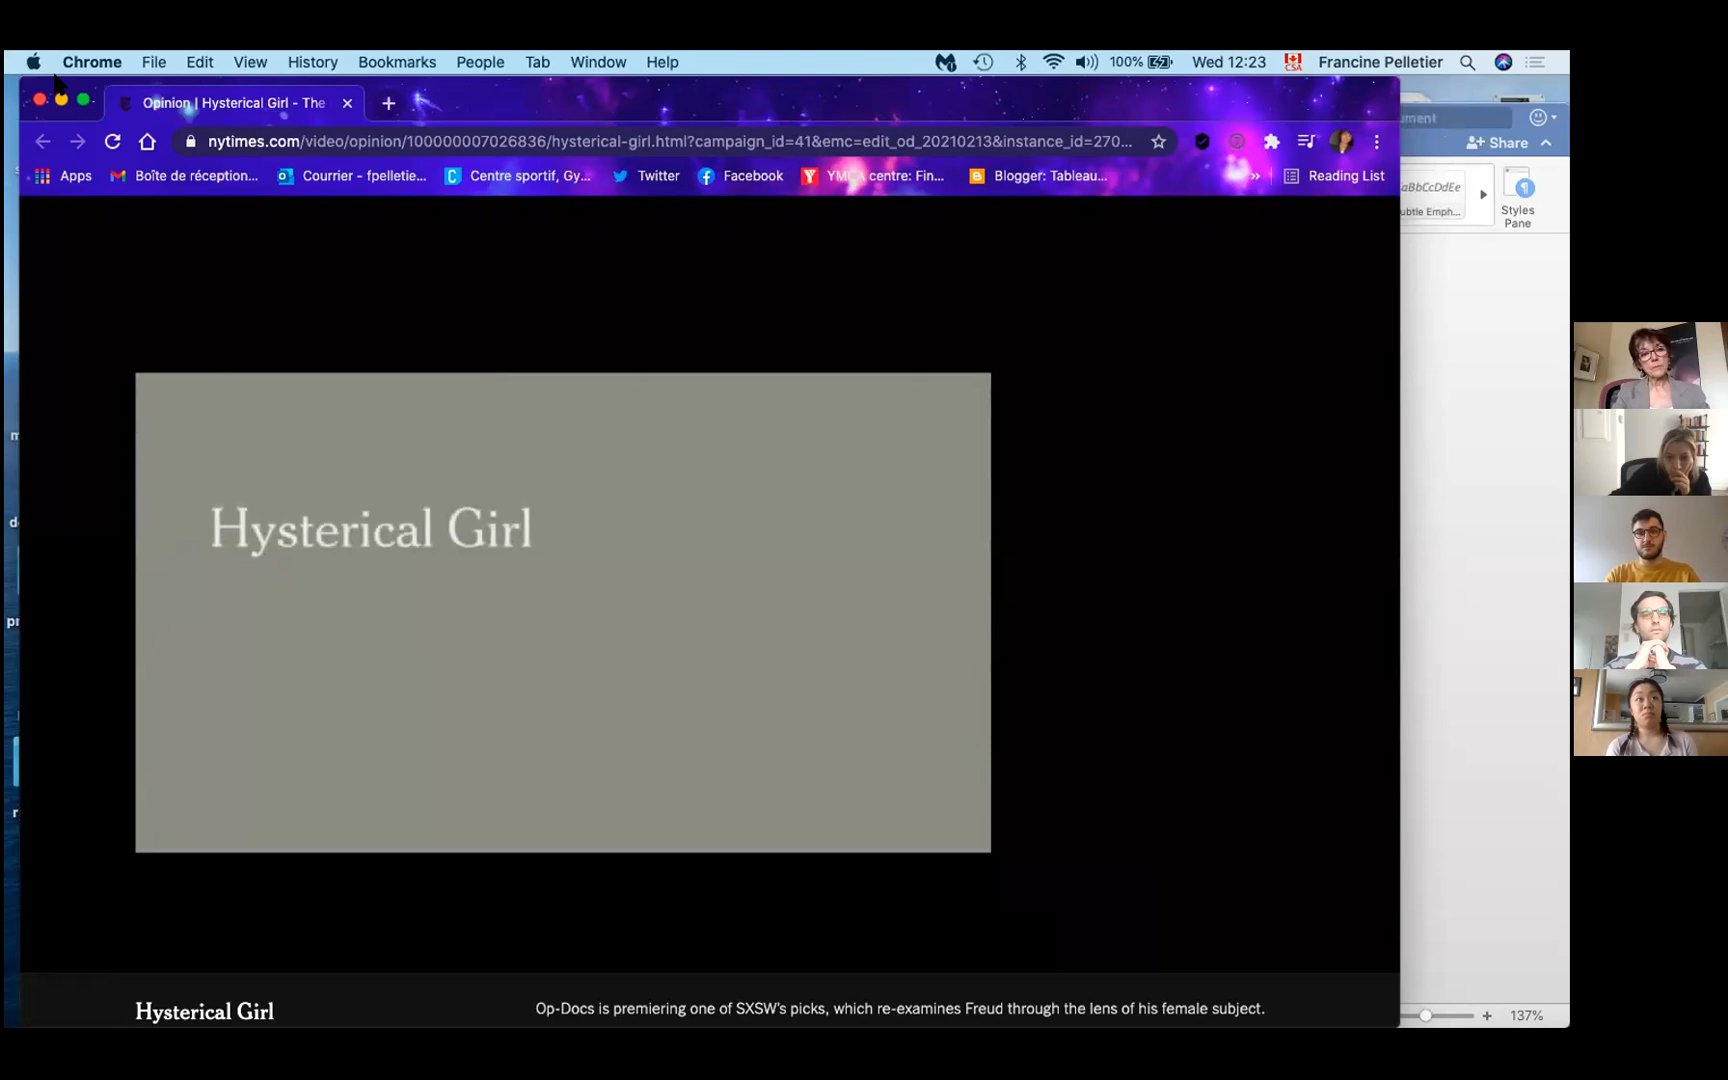 Chrome File Edit View History Bookmarks People Tab Window Help 100% Wed 12:23 Francine Pelletier
Opinion | Hysterical Girl - The
nytimes.com/video/opinion/100000007026836/hysterical-girl.html?campaign_id=41&emc=edit_od_20210213&instance_id=270...
Share
Apps Boîte de réception... Courrier - fpelletie... Centre sportif, Gy... Twitter Facebook YMCA centre: Fin... Blogger: Tableau... Reading List
AaBbCcDdEe
Subtle Emph...
Styles
Pane
Hysterical Girl
Hysterical Girl
Op-Docs is premiering one of SXSW's picks, which re-examines Freud through the lens of his female subject.
137%